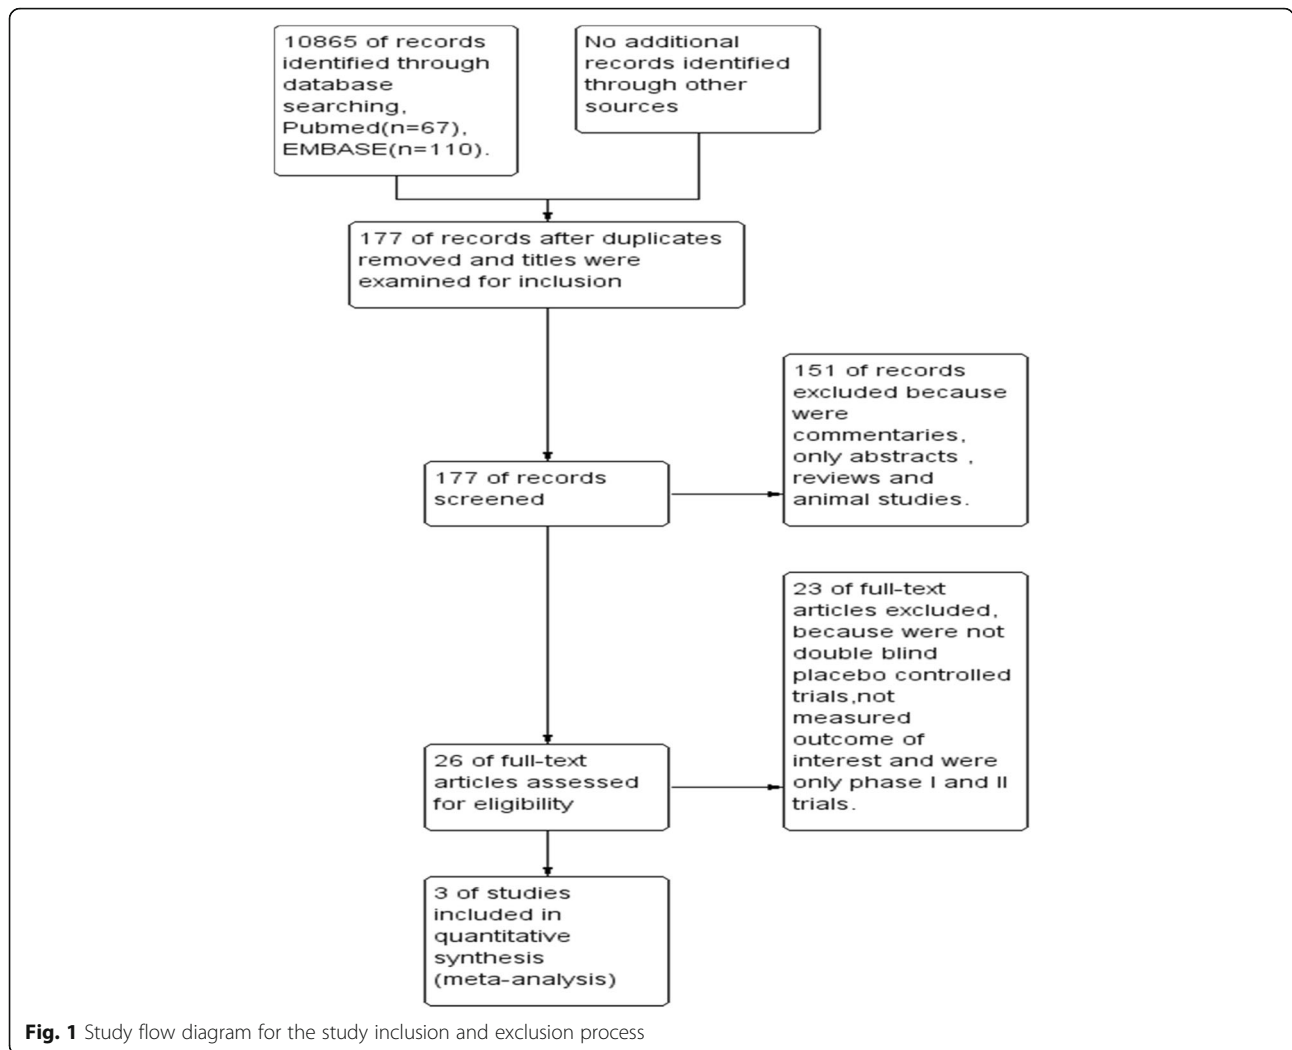 10865 of records
identified through
database
searching,
Pubmed(n=67),
EMBASE(n=110).
No additional
records identified
through other
sources
177 of records after duplicates
removed and titles were
examined for inclusion
151 of records
excluded because
were
commentaries,
only abstracts ,
reviews and
animal studies.
177 of records
screened
23 of full-text
articles excluded,
because were not
double blind
placebo controlled
trials,not
measured
outcome of
interest and were
only phase I and II
trials.
26 of full-text
articles assessed
for eligibility
3 of studies
included in
quantitative
synthesis
(meta-analysis)
Fig. 1 Study flow diagram for the study inclusion and exclusion process